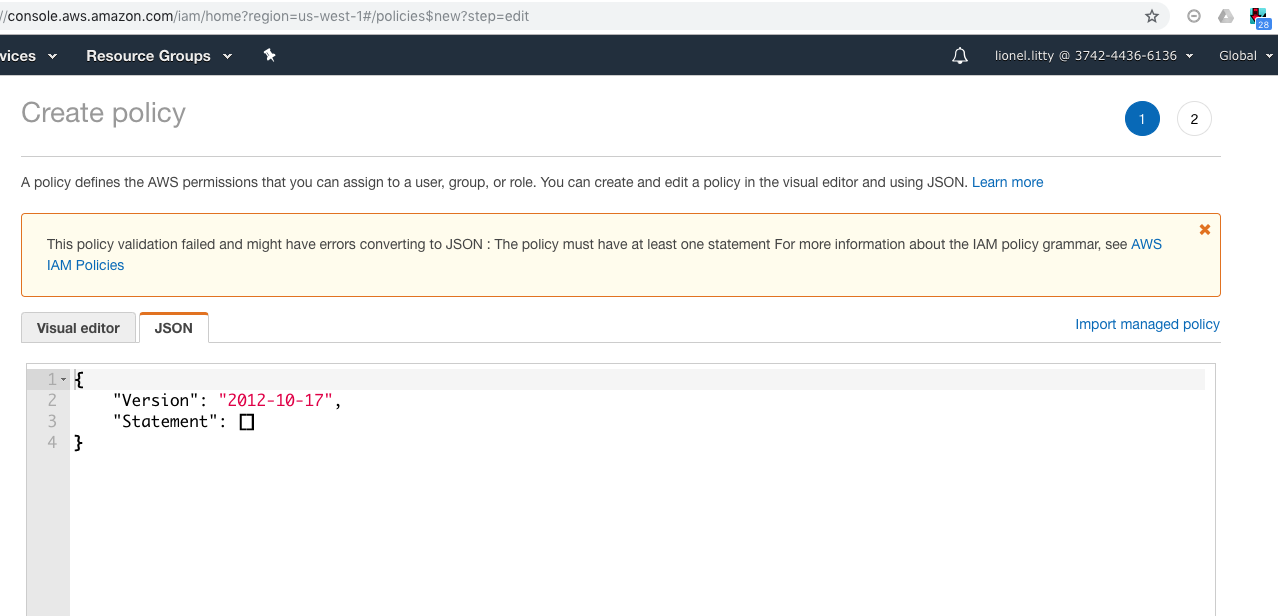 //console.aws.amazon.com/iam/home?region=us-west-1#/policies$new?step=edit
28
vices Resource Groups lionel.litty @ 3742-4436-6136 Global
Create policy 1 2
A policy defines the AWS permissions that you can assign to a user, group, or role. You can create and edit a policy in the visual editor and using JSON. Learn more
This policy validation failed and might have errors converting to JSON : The policy must have at least one statement For more information about the IAM policy grammar, see AWS
IAM Policies
Visual editor JSON Import managed policy
1 {
2 "Version": "2012-10-17",
3 "Statement": []
4 }